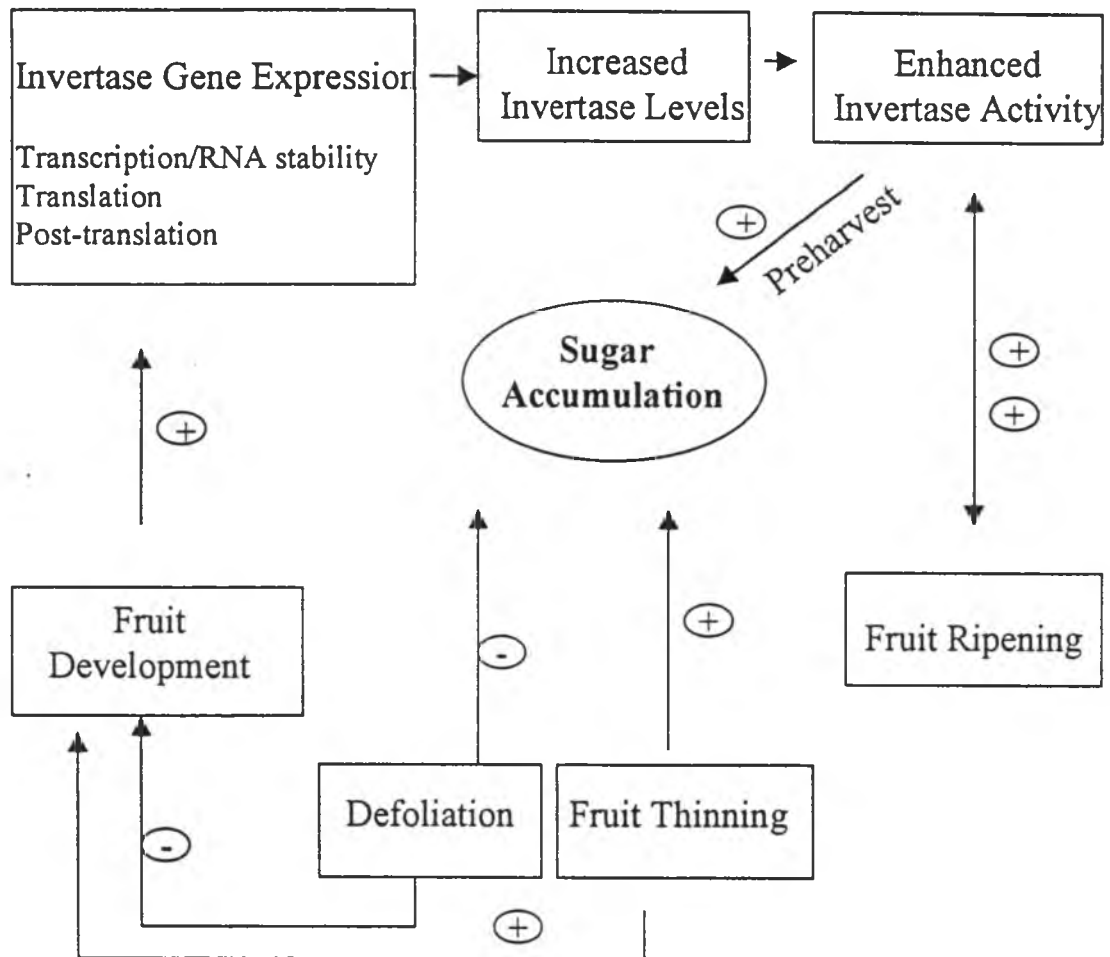 Invertase Gene Expression
Transcription/RNA stability
Translation
Post-translation
Increased
Invertase Levels
Enhanced
Invertase Activity
+
Preharvest
Sugar
Accumulation
+
+
+
Fruit
Development
-
+
Fruit Ripening
Defoliation
Fruit Thinning
-
+